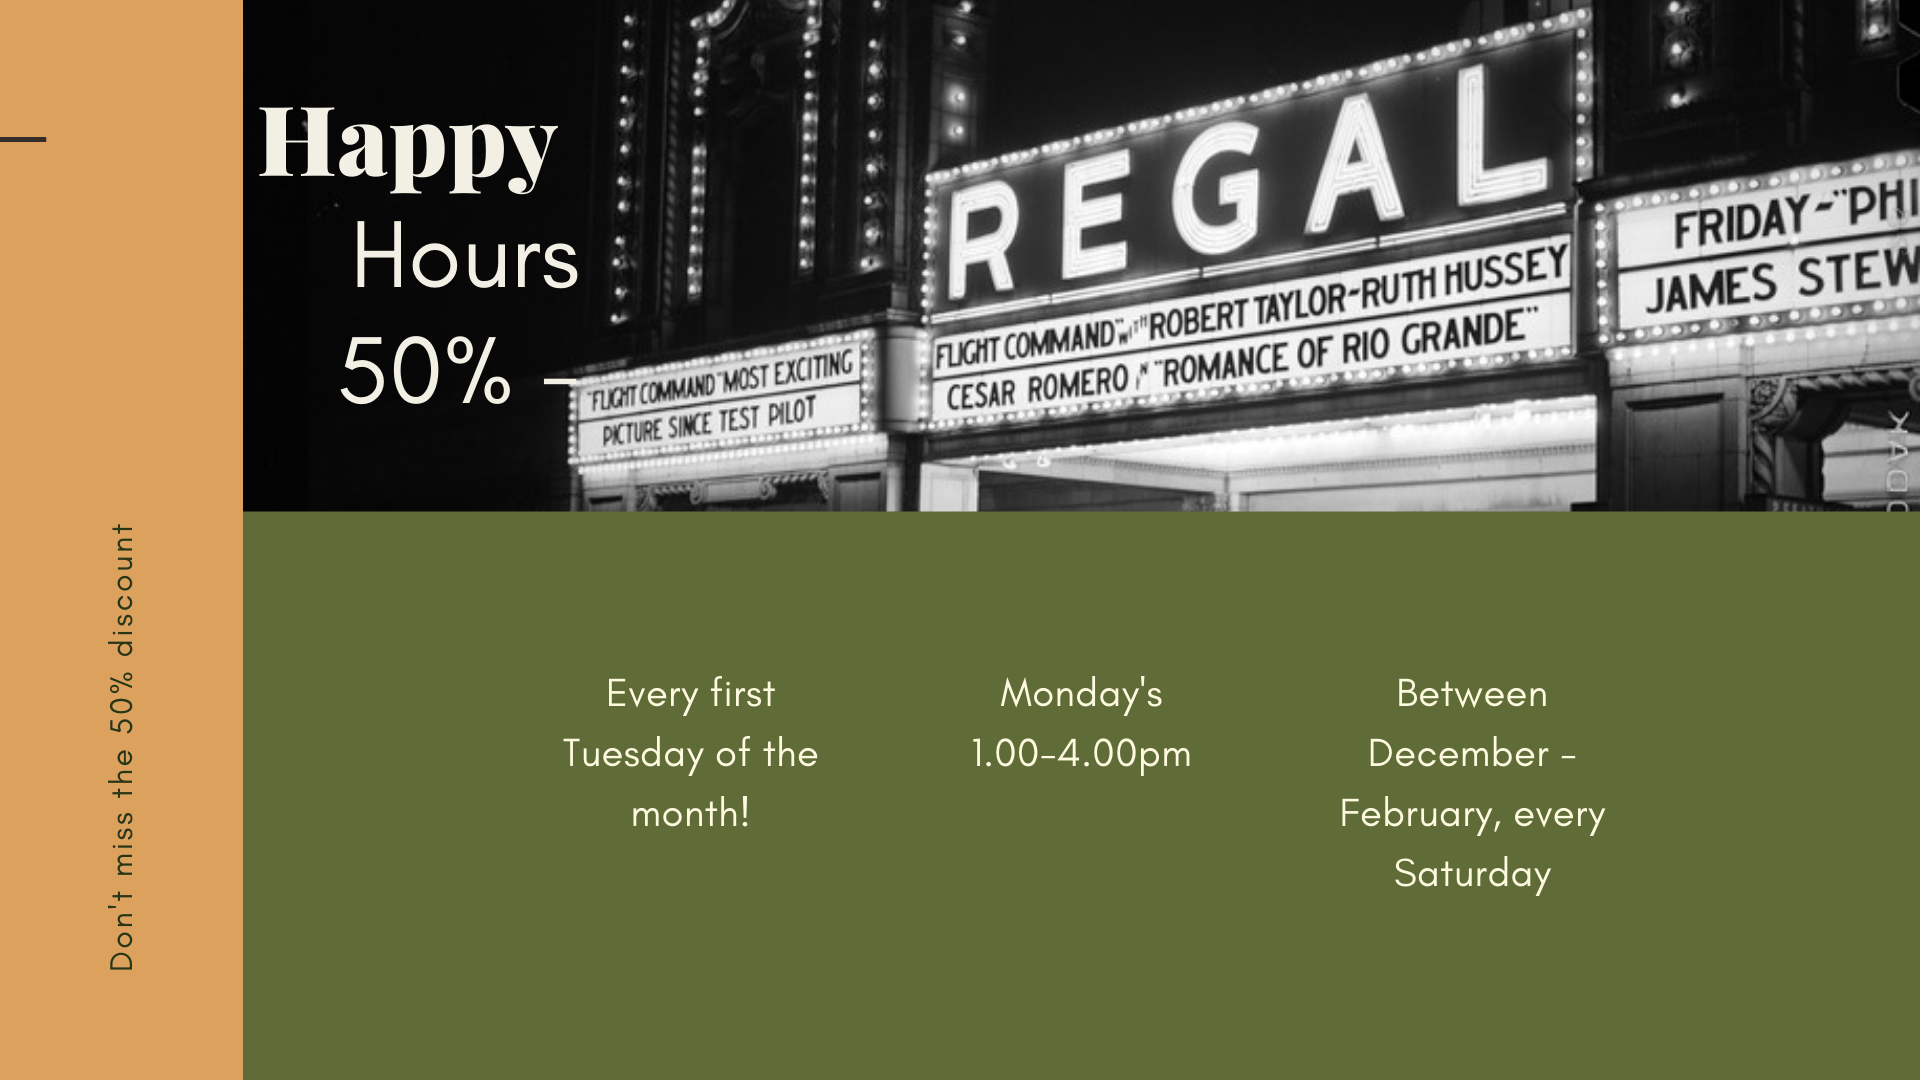 Happy
Hours
50% -
REGAL
FLIGHT COMMAND" WITH "ROBERT TAYLOR-RUTH HUSSEY
CESAR ROMERO IN "ROMANCE OF RIO GRANDE"
"FLIGHT COMMAND" MOST EXCITING
PICTURE SINCE TEST PILOT
FRIDAY-"PHI
JAMES STEW
Don't miss the 50% discount
Every first
Tuesday of the
month!
Monday's
1.00-4.00pm
Between
December -
February, every
Saturday